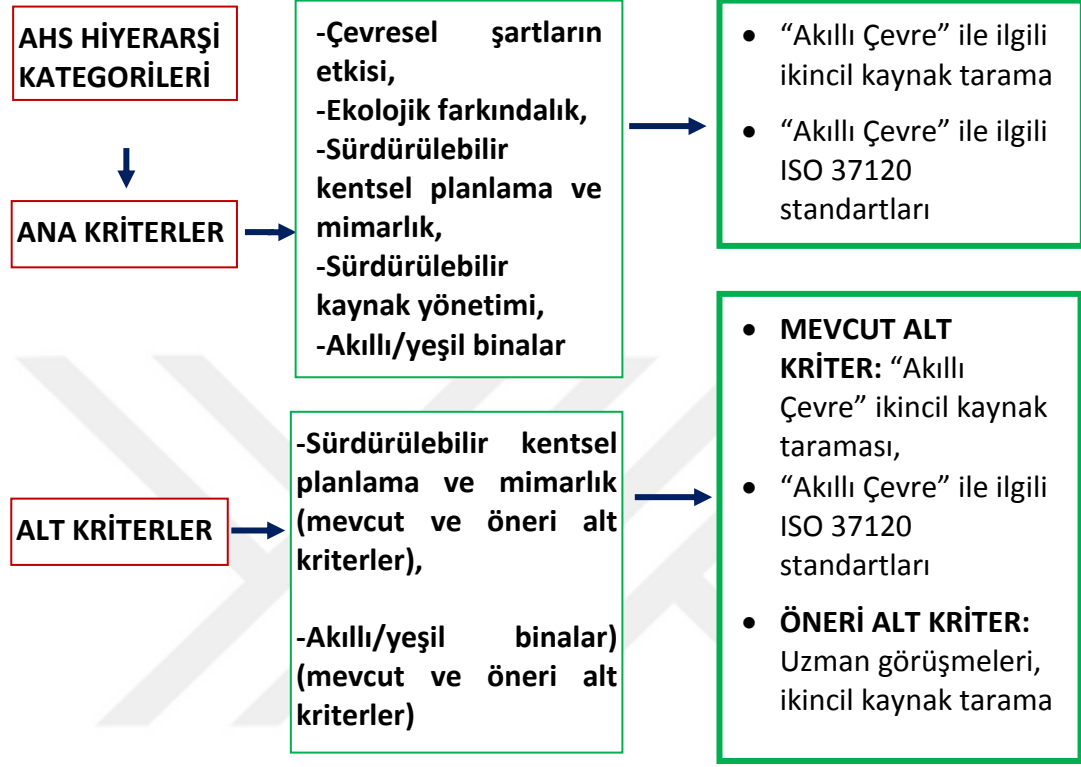 AHS HİYERARŞİ
KATEGORİLERİ
ANA KRİTERLER
-Çevresel şartların
etkisi,
-Ekolojik farkındalık,
-Sürdürülebilir
kentsel planlama ve
mimarlık,
-Sürdürülebilir
kaynak yönetimi,
-Akıllı/yeşil binalar
• “Akıllı Çevre” ile ilgili
ikincil kaynak tarama
• “Akıllı Çevre” ile ilgili
ISO 37120
standartları
ALT KRİTERLER
-Sürdürülebilir kentsel
planlama ve mimarlık
(mevcut ve öneri alt
kriterler),
-Akıllı/yeşil binalar)
(mevcut ve öneri alt
kriterler)
• MEVCUT ALT
KRİTER: “Akıllı
Çevre” ikincil kaynak
taraması,
• “Akıllı Çevre” ile ilgili
ISO 37120
standartları
• ÖNERİ ALT KRİTER:
Uzman görüşmeleri,
ikincil kaynak tarama